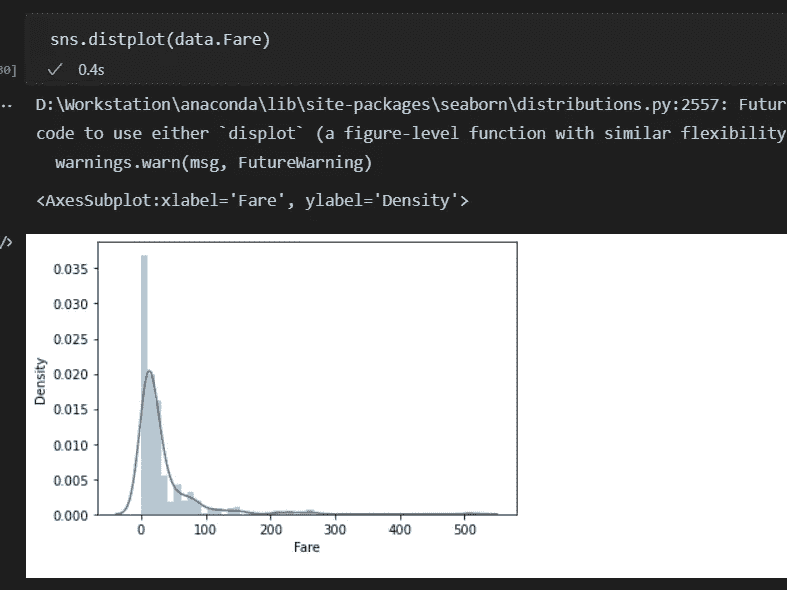 sns.distplot(data.Fare)
✓ 0.4s
D:\Workstation\anaconda\lib\site-packages\seaborn\distributions.py:2557: Futur
code to use either `displot` (a figure-level function with similar flexibility
warnings.warn(msg, FutureWarning)
<AxesSubplot:xlabel='Fare', ylabel='Density'>
0.035
0.030
0.025
0.020
0.015
0.010
0.005
0.000
Density
0 100 200 300 400 500
Fare